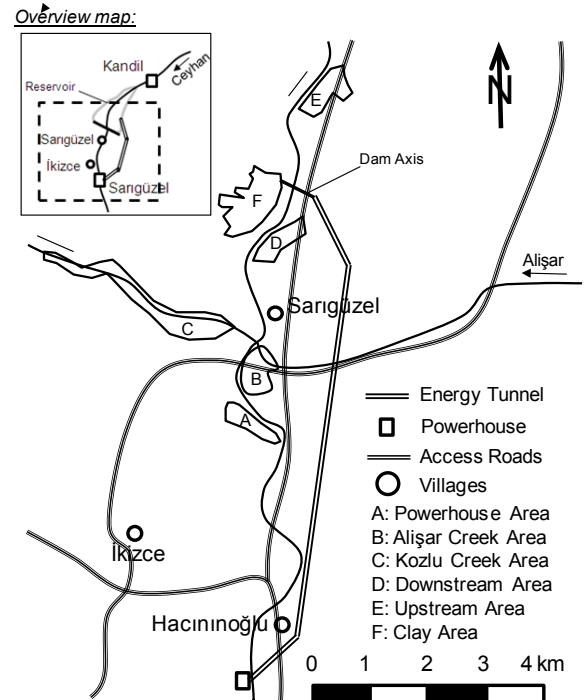 Overview map:
Kandil
Ceyhan
Reservoir
Sarıgüzel
İkizce
Sarıgüzel
N
E
Dam Axis
F
D
Alişar
Sarıgüzel
C
B
A
Energy Tunnel
Powerhouse
Access Roads
Villages
A: Powerhouse Area
B: Alişar Creek Area
C: Kozlu Creek Area
D: Downstream Area
E: Upstream Area
F: Clay Area
İkizce
Hacınınoğlu
0 1 2 3 4 km